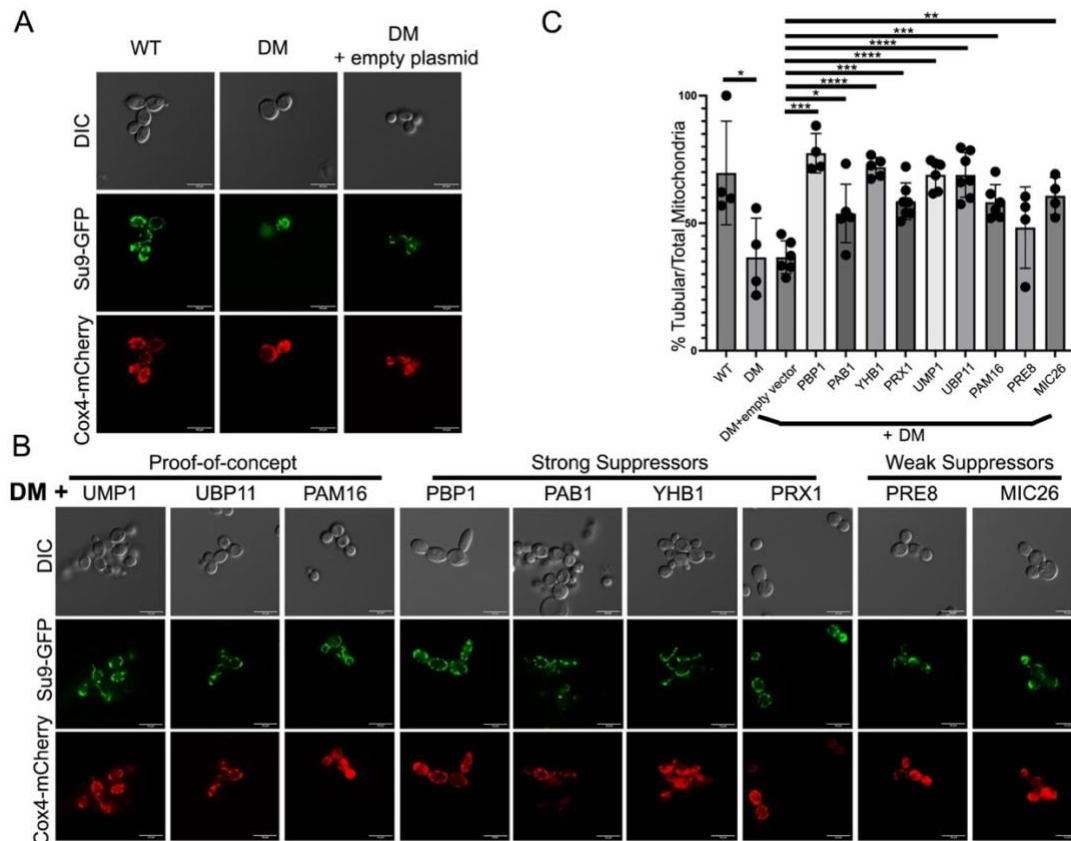 A
WT DM DM
+ empty plasmid
DIC
Su9-GFP
Cox4-mCherry
C
**
***
****
****
***
****
*
***
*
% Tubular/Total Mitochondria
100
50
0
WT DM DM+empty vector PBP1 PAB1 YHB1 PRX1 UMP1 UBP11 PAM16 PRE8 MIC26
+ DM
B
Proof-of-concept Strong Suppressors Weak Suppressors
DM + UMP1 UBP11 PAM16 PBP1 PAB1 YHB1 PRX1 PRE8 MIC26
DIC
Su9-GFP
Cox4-mCherry